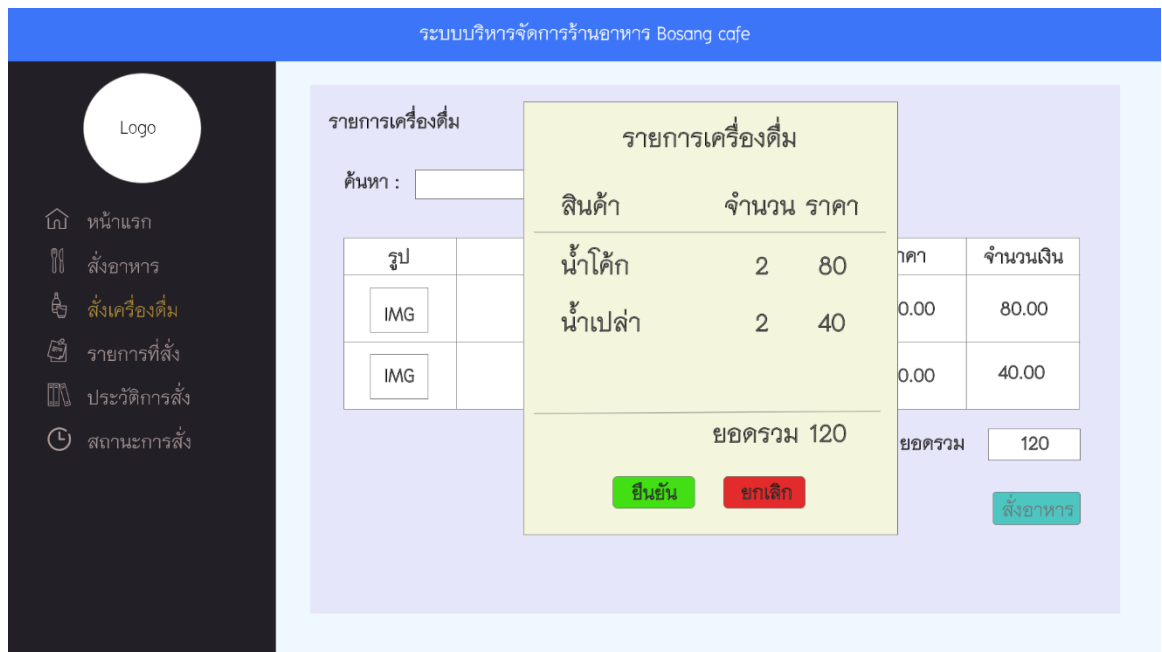 ระบบบริหารจัดการร้านอาหาร Bosang cafe
Logo
หน้าแรก
สั่งอาหาร
สั่งเครื่องดื่ม
รายการที่สั่ง
ประวัติการสั่ง
สถานะการสั่ง
รายการเครื่องดื่ม
ค้นหา :
รูป
าคา จำนวนเงิน
IMG
0.00 80.00
IMG
0.00 40.00
ยอดรวม 120
สั่งอาหาร
รายการเครื่องดื่ม
สินค้า จำนวน ราคา
น้ำโค้ก 2 80
น้ำเปล่า 2 40
ยอดรวม 120
ยืนยัน ยกเลิก